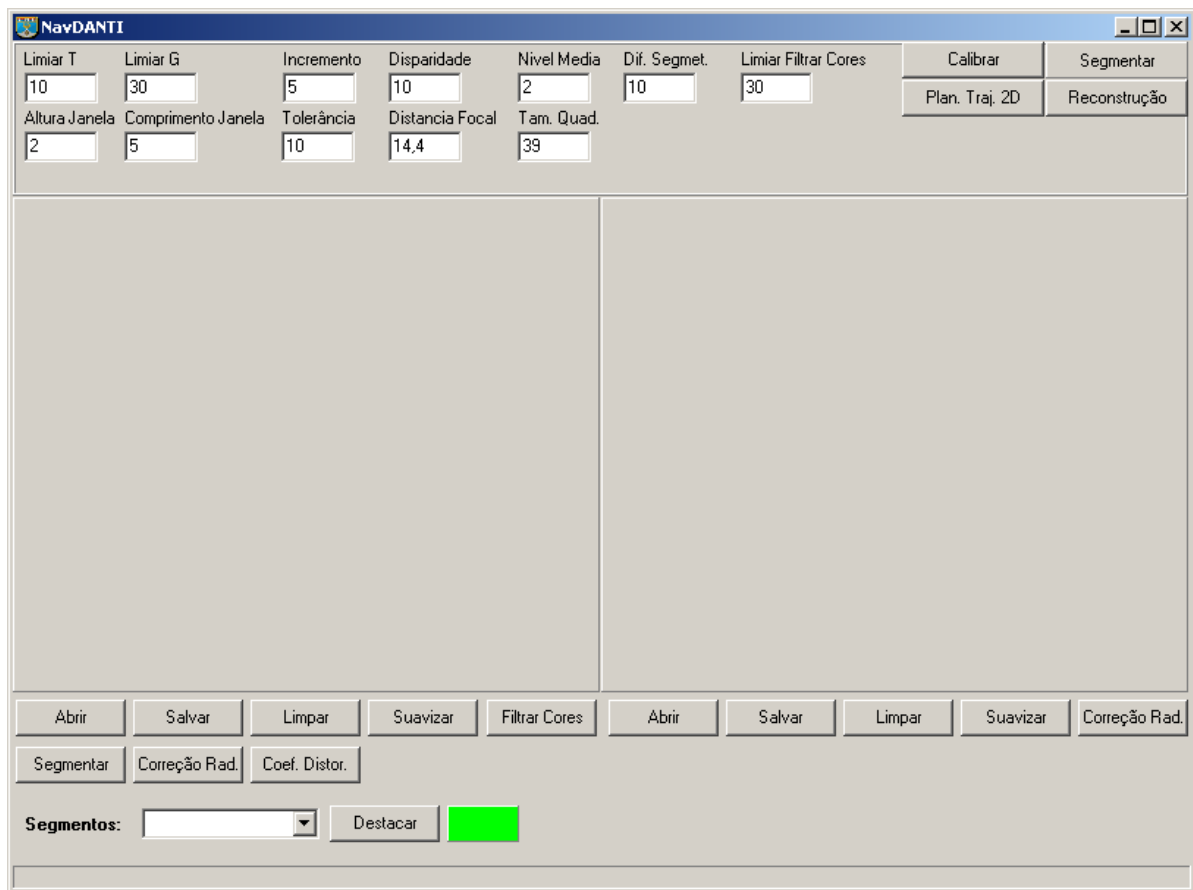 NavDANTI
Limiar T Limiar G Incremento Disparidade Nivel Media Dif. Segmet. Limiar Filtrar Cores Calibrar Segmentar
10 30 5 10 2 10 30 Plan. Traj. 2D Reconstrução
Altura Janela Comprimento Janela Tolerância Distancia Focal Tam. Quad.
2 5 10 14,4 39
Abrir Salvar Limpar Suavizar Filtrar Cores Abrir Salvar Limpar Suavizar Correção Rad.
Segmentar Correção Rad. Coef. Distor.
Segmentos: Destacar